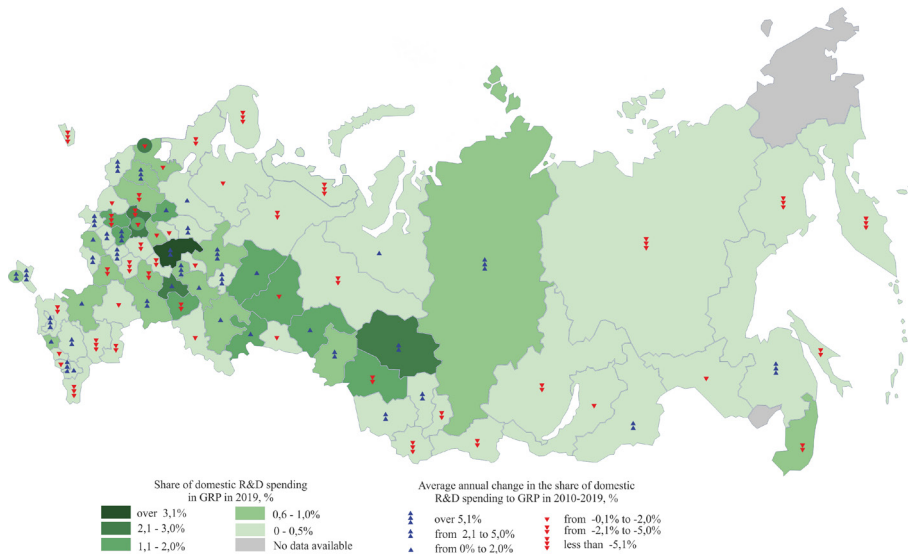 Share of domestic R&D spending
in GRP in 2019, %
over 3,1%
2,1 - 3,0%
1,1 - 2,0%
0,6 - 1,0%
0 - 0,5%
No data available
Average annual change in the share of domestic
R&D spending to GRP in 2010-2019, %
over 5,1%
from 2,1 to 5,0%
from 0% to 2,0%
from -0,1% to -2,0%
from -2,1% to -5,0%
less than -5,1%